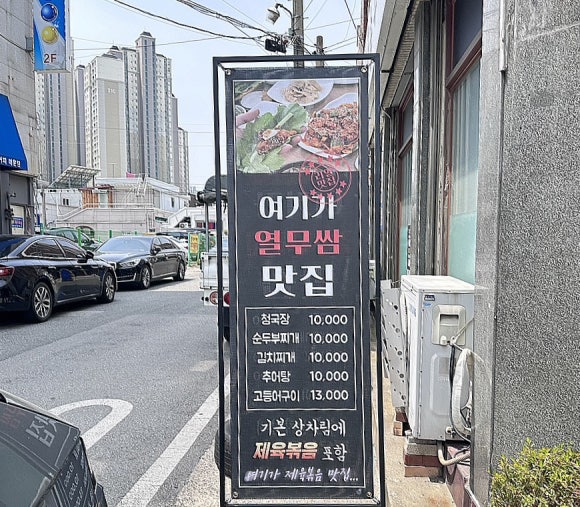 2F
여기가
열무쌈
맛집
청국장 10,000
순두부찌개 10,000
김치찌개 10,000
추어탕 10,000
고등어구이 13,000
기본 상차림에
제육볶음 포함
여기가 제육볶음 맛집...